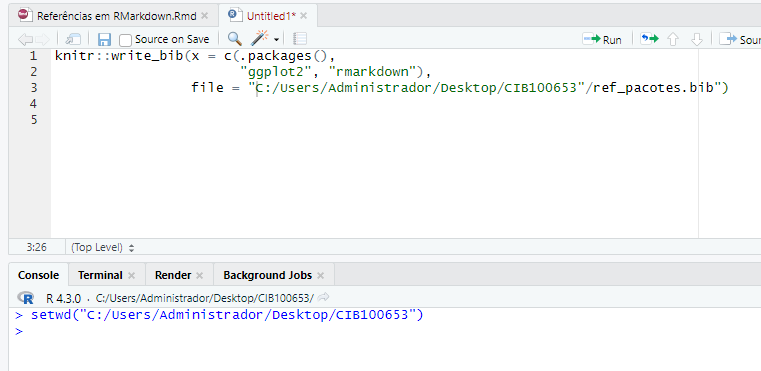 Referências em RMarkdown.Rmd
Untitled1*
Source on Save
Run
Sour
1 knitr::write_bib(x = c(.packages(),
2 "ggplot2", "rmarkdown"),
3 file = "C:/Users/Administrador/Desktop/CIB100653"/ref_pacotes.bib")
4
5
3:26 (Top Level)
Console Terminal Render Background Jobs
R 4.3.0 · C:/Users/Administrador/Desktop/CIB100653/
> setwd("C:/Users/Administrador/Desktop/CIB100653")
>